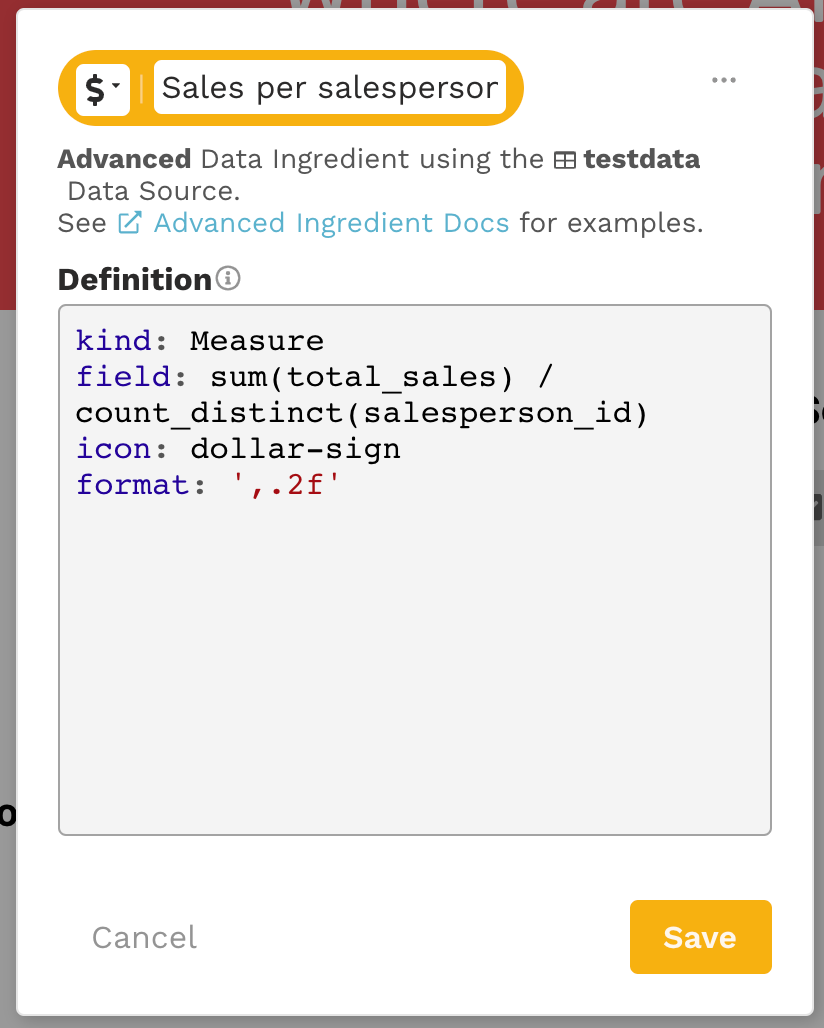 $ Sales per salesperson
Advanced Data Ingredient using the testdata
Data Source.
See Advanced Ingredient Docs for examples.
Definition
kind: Measure
field: sum(total_sales) /
count_distinct(salesperson_id)
icon: dollar-sign
format: ',.2f'
Cancel
Save